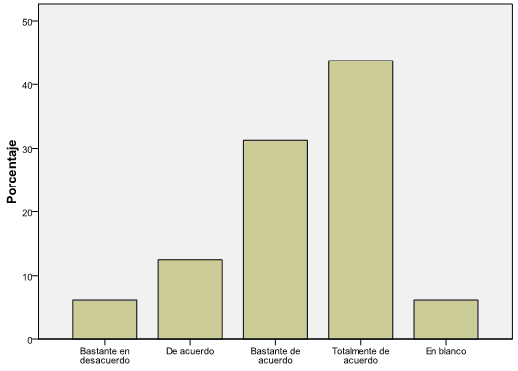 Porcentaje
50
40
30
20
10
0
Bastante en
desacuerdo
De acuerdo
Bastante de
acuerdo
Totalmente de
acuerdo
En blanco